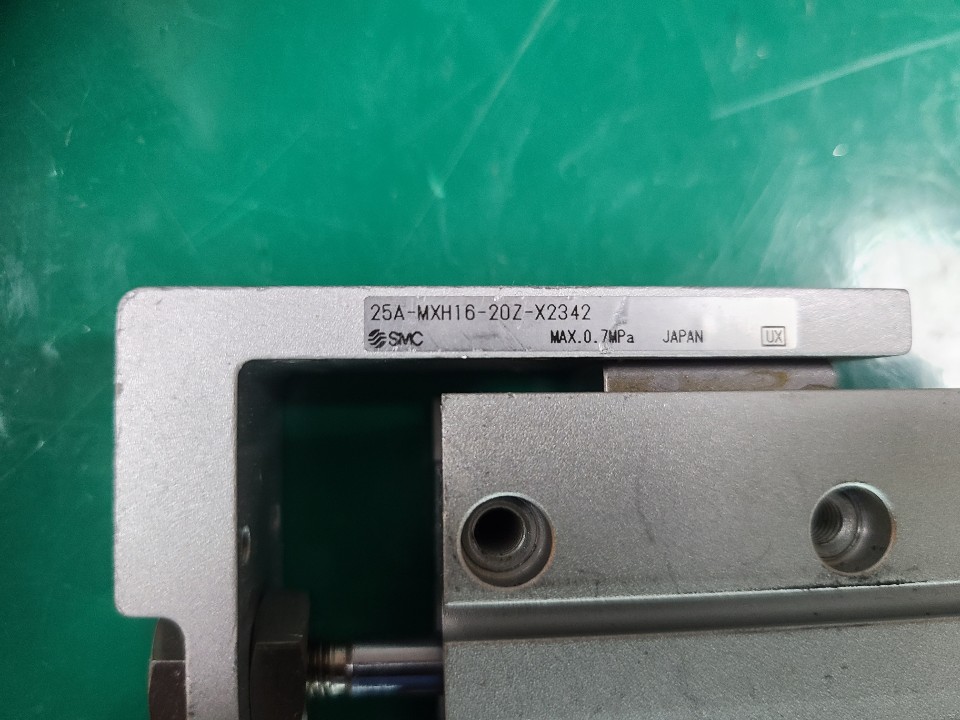 25A-MXH16-20Z-X2342
SMC MAX.0.7MPa JAPAN UX